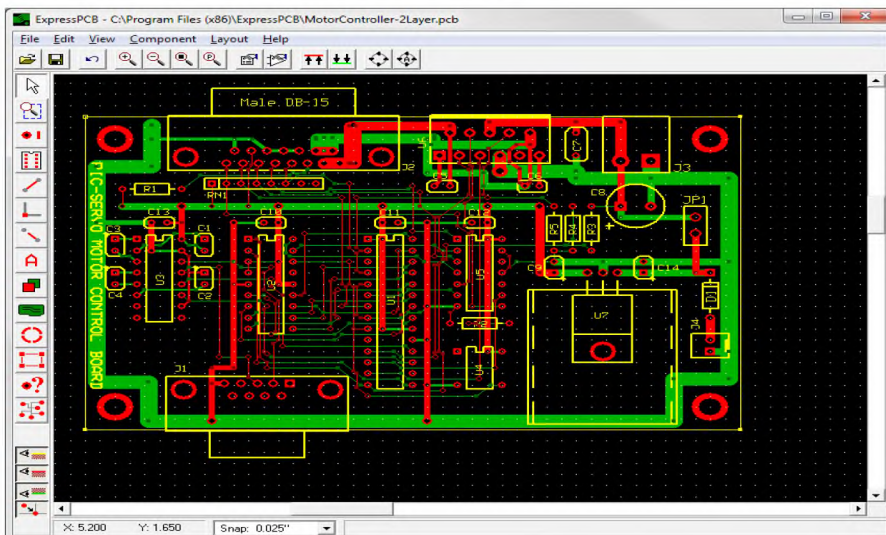 ExpressPCB - C:\Program Files (x86)\ExpressPCB\MotorController-2Layer.pcb
File Edit View Component Layout Help
Male DB-15
J2
C7
J3
R1
RN1
C8
JP1
PIC-SERVO MOTOR CONTROL BOARD
C13
C10
C11
C12
C3
C1
R5
R4
R3
C4
C2
U3
U2
U1
U5
C9
C14
U7
D1
J4
J1
X: 5.200 Y: 1.650 Snap: 0.025"